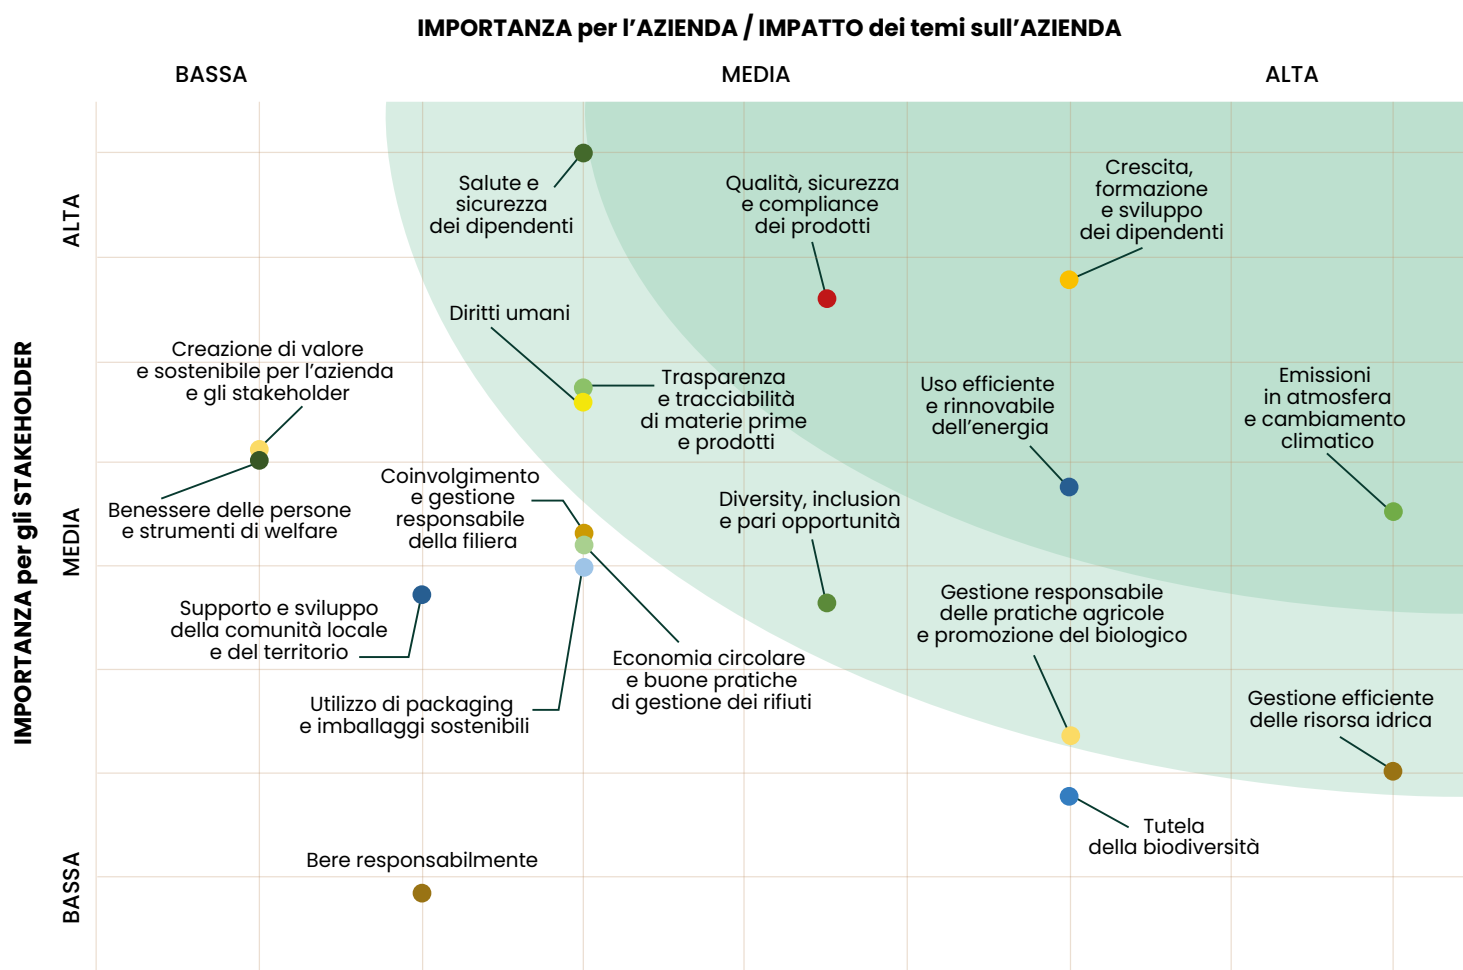 IMPORTANZA per l’AZIENDA / IMPATTO dei temi sull’AZIENDA
BASSA
MEDIA
ALTA
IMPORTANZA per gli STAKEHOLDER
ALTA
MEDIA
BASSA
Salute e
sicurezza
dei dipendenti
Qualità, sicurezza
e compliance
dei prodotti
Crescita,
formazione
e sviluppo
dei dipendenti
Diritti umani
Creazione di valore
e sostenibile per l’azienda
e gli stakeholder
Trasparenza
e tracciabilità
di materie prime
e prodotti
Uso efficiente
e rinnovabile
dell’energia
Emissioni
in atmosfera
e cambiamento
climatico
Benessere delle persone
e strumenti di welfare
Coinvolgimento
e gestione
responsabile
della filiera
Diversity, inclusion
e pari opportunità
Supporto e sviluppo
della comunità locale
e del territorio
Gestione responsabile
delle pratiche agricole
e promozione del biologico
Economia circolare
e buone pratiche
di gestione dei rifiuti
Utilizzo di packaging
e imballaggi sostenibili
Gestione efficiente
delle risorsa idrica
Tutela
della biodiversità
Bere responsabilmente